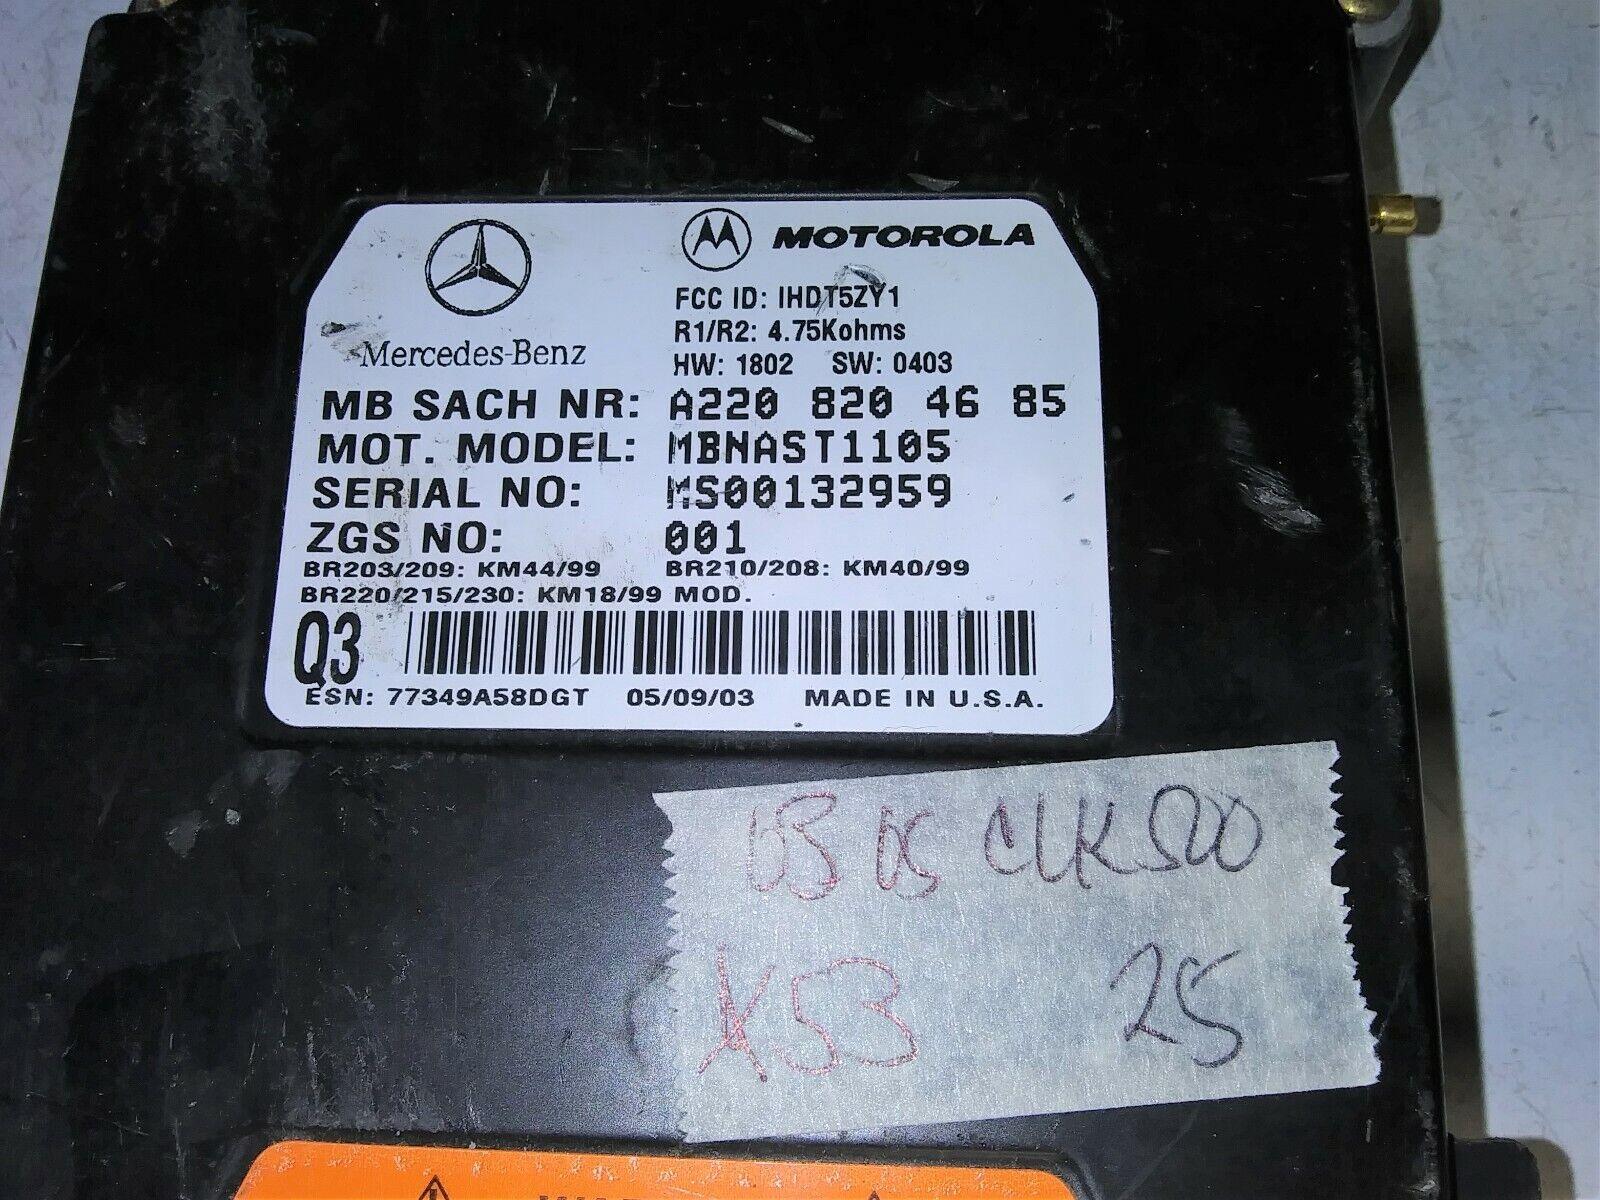 MOTOROLA
FCC ID: IHDT5ZY1
R1/R2: 4.75Kohms
Mercedes-Benz
HW: 1802 SW: 0403
MB SACH NR: A220 820 46 85
MOT. MODEL: MBNAST1105
SERIAL NO: MS00132959
ZGS NO: 001
BR203/209: KM44/99 BR210/208: KM40/99
BR220/215/230: KM18/99 MOD.
Q3
ESN: 77349A58DGT 05/09/03 MADE IN U.S.A.
03 05 CLK500
X53 25